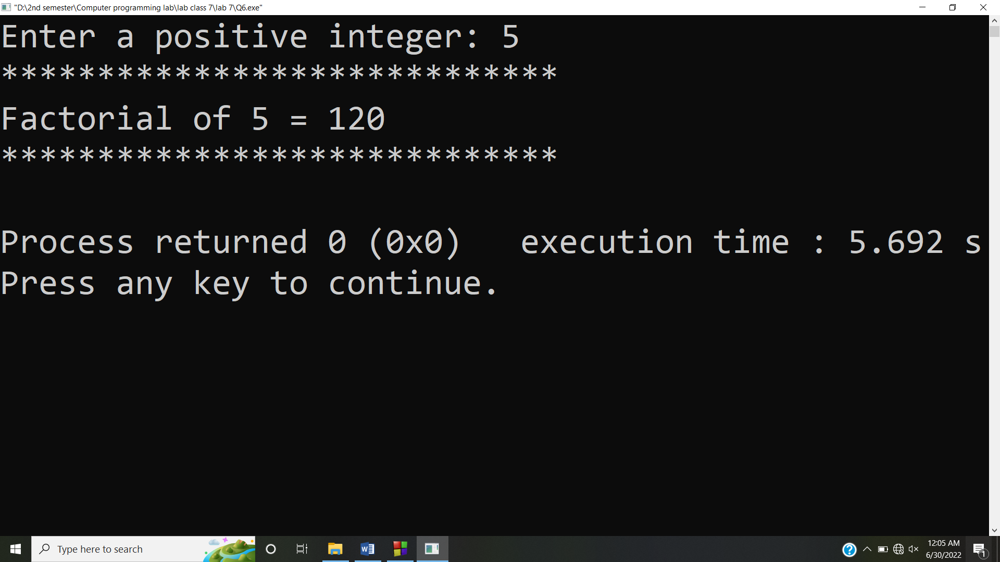 "D:\2nd semester\Computer programming lab\lab class 7\lab 7\Q6.exe"
Enter a positive integer: 5
*****************************
Factorial of 5 = 120
*****************************
Process returned 0 (0x0)   execution time : 5.692 s
Press any key to continue.
Type here to search
12:05 AM
6/30/2022
1